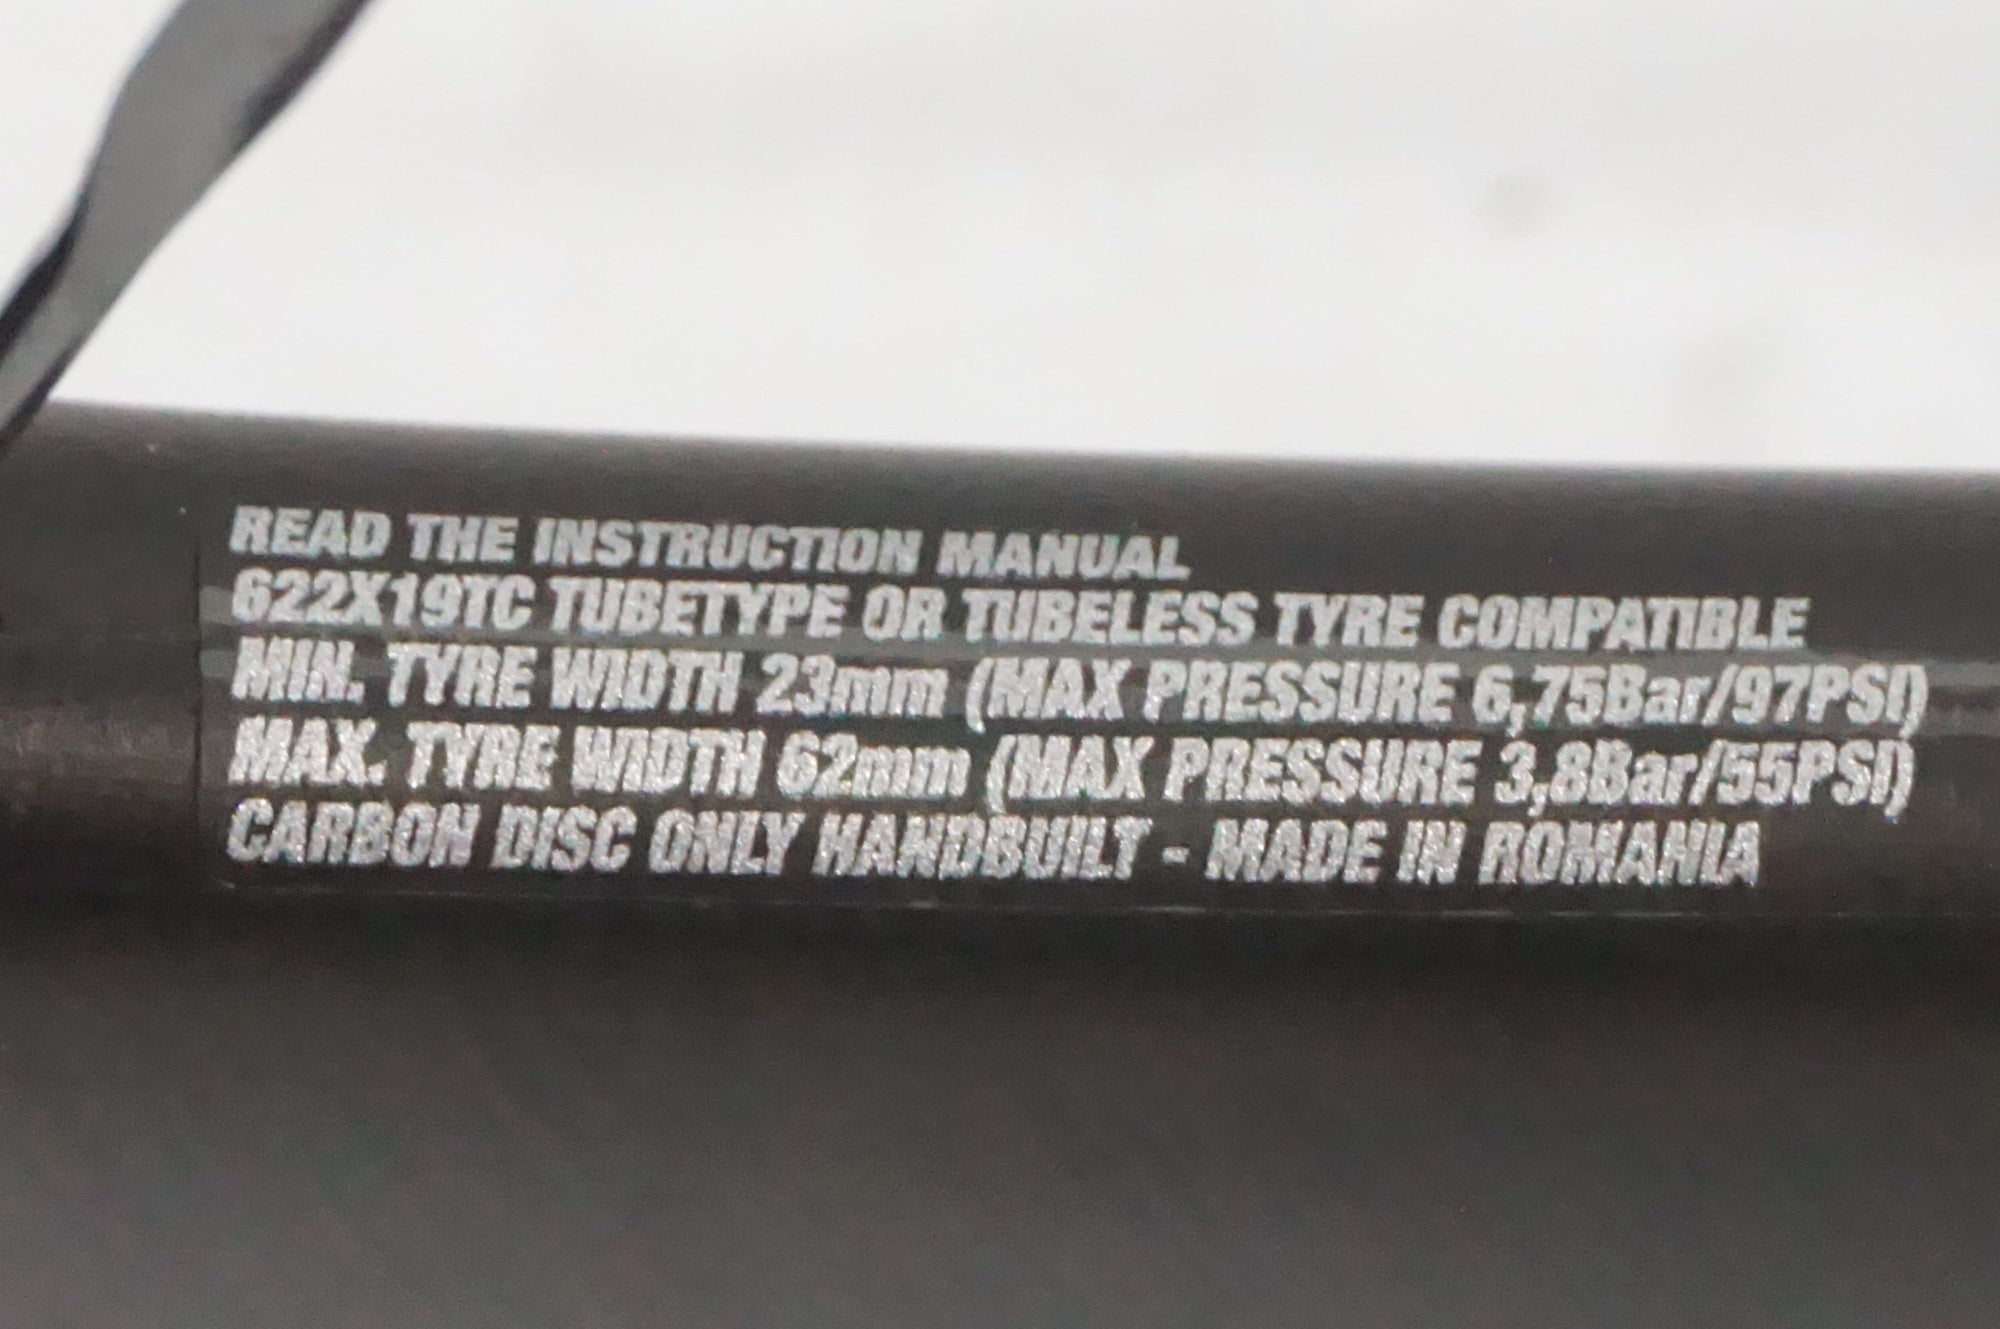 READ THE INSTRUCTION MANUAL
622X19TC TUBETYPE OR TUBELESS TYRE COMPATIBLE
MIN. TYRE WIDTH 23mm (MAX PRESSURE 6,75Bar/97PSI)
MAX. TYRE WIDTH 62mm (MAX PRESSURE 3,8Bar/55PSI)
CARBON DISC ONLY HANDBUILT - MADE IN ROMANIA